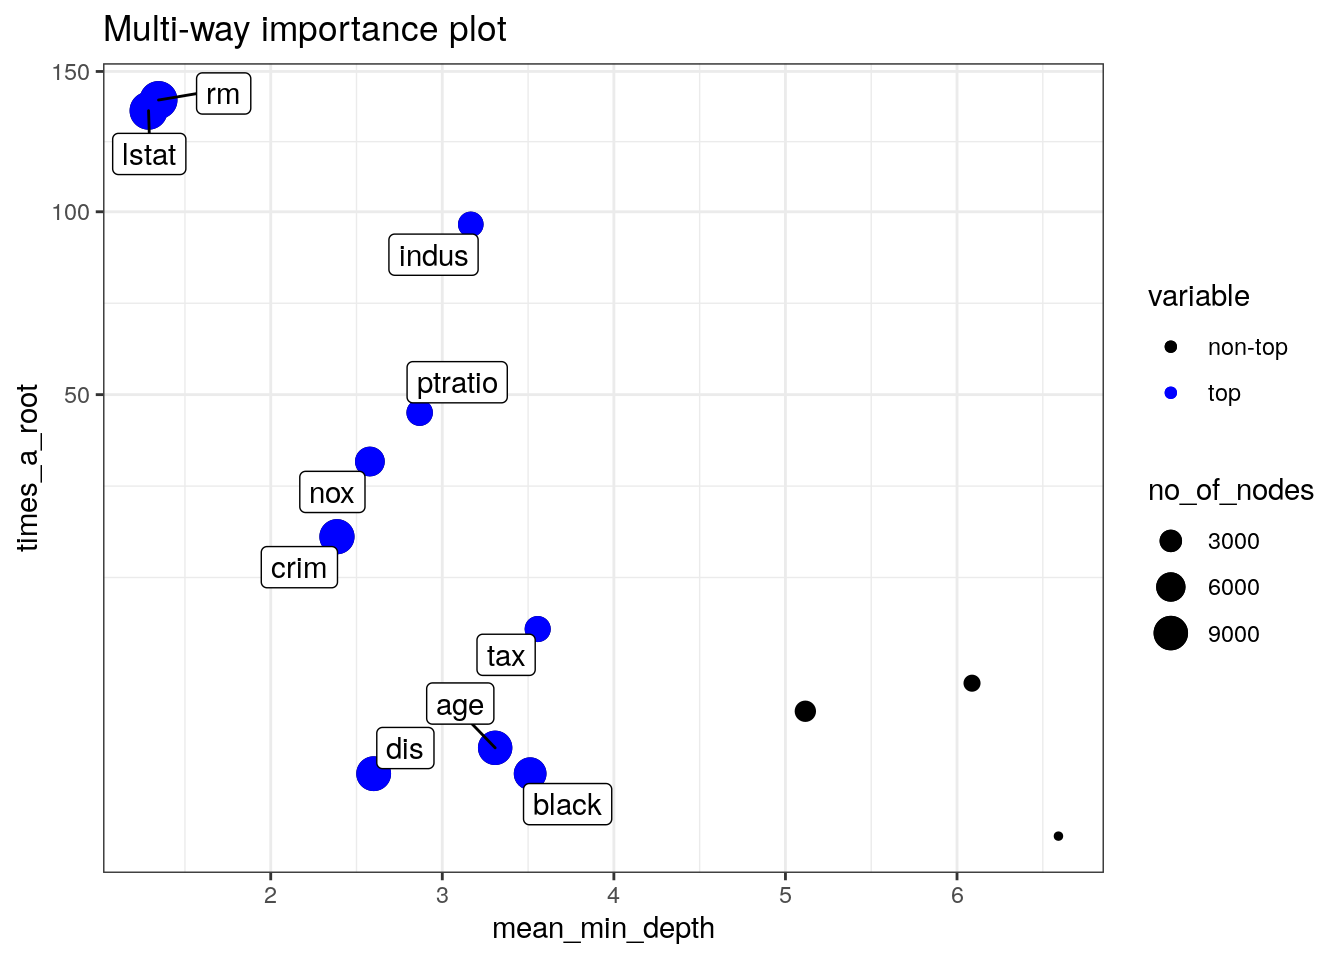 Multi-way importance plot
150
100
50
times_a_root
rm
lstat
indus
ptratio
nox
crim
tax
age
dis
black
2
3
4
5
6
mean_min_depth
variable
non-top
top
no_of_nodes
3000
6000
9000